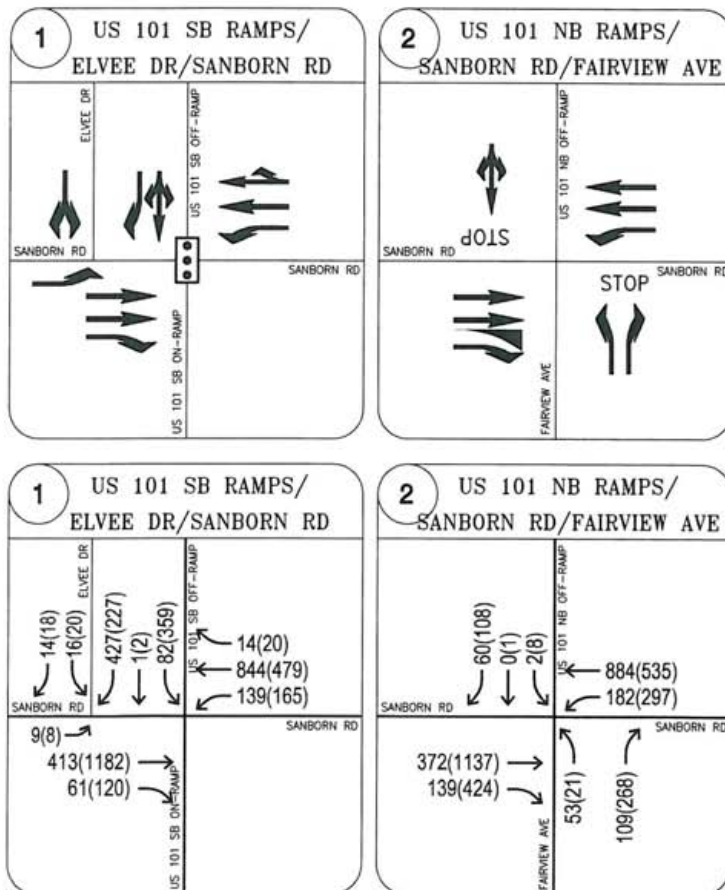 1
US 101 SB RAMPS/
ELVEE DR/SANBORN RD
ELVEE DR
US 101 SB OFF-RAMP
SANBORN RD
SANBORN RD
US 101 SB ON-RAMP
2
US 101 NB RAMPS/
SANBORN RD/FAIRVIEW AVE
US 101 NB OFF-RAMP
STOP
SANBORN RD
SANBORN RD
STOP
FAIRVIEW AVE
1
US 101 SB RAMPS/
ELVEE DR/SANBORN RD
ELVEE DR
US 101 SB OFF-RAMP
14(18)
16(20)
427(227)
1(2)
82(359)
14(20)
844(479)
139(165)
SANBORN RD
SANBORN RD
9(8)
413(1182)
61(120)
US 101 SB ON-RAMP
2
US 101 NB RAMPS/
SANBORN RD/FAIRVIEW AVE
US 101 NB OFF-RAMP
60(108)
0(1)
2(8)
884(535)
182(297)
SANBORN RD
SANBORN RD
372(1137)
139(424)
53(21)
109(268)
FAIRVIEW AVE